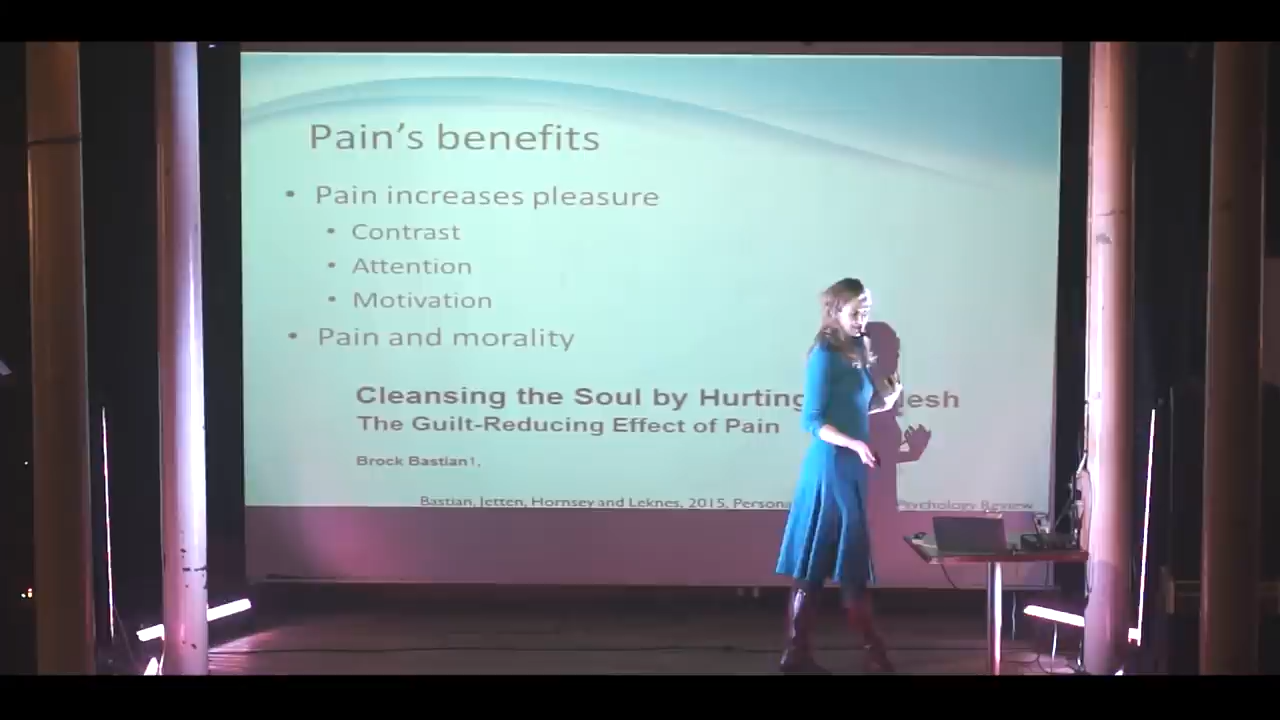 Pain's benefits
• Pain increases pleasure
• Contrast
• Attention
• Motivation
• Pain and morality
Cleansing the Soul by Hurting esh
The Guilt-Reducing Effect of Pain
Brock Bastian1,
Bastian, Jetten, Hornsey and Leknes, 2015, Persona Psychology Review